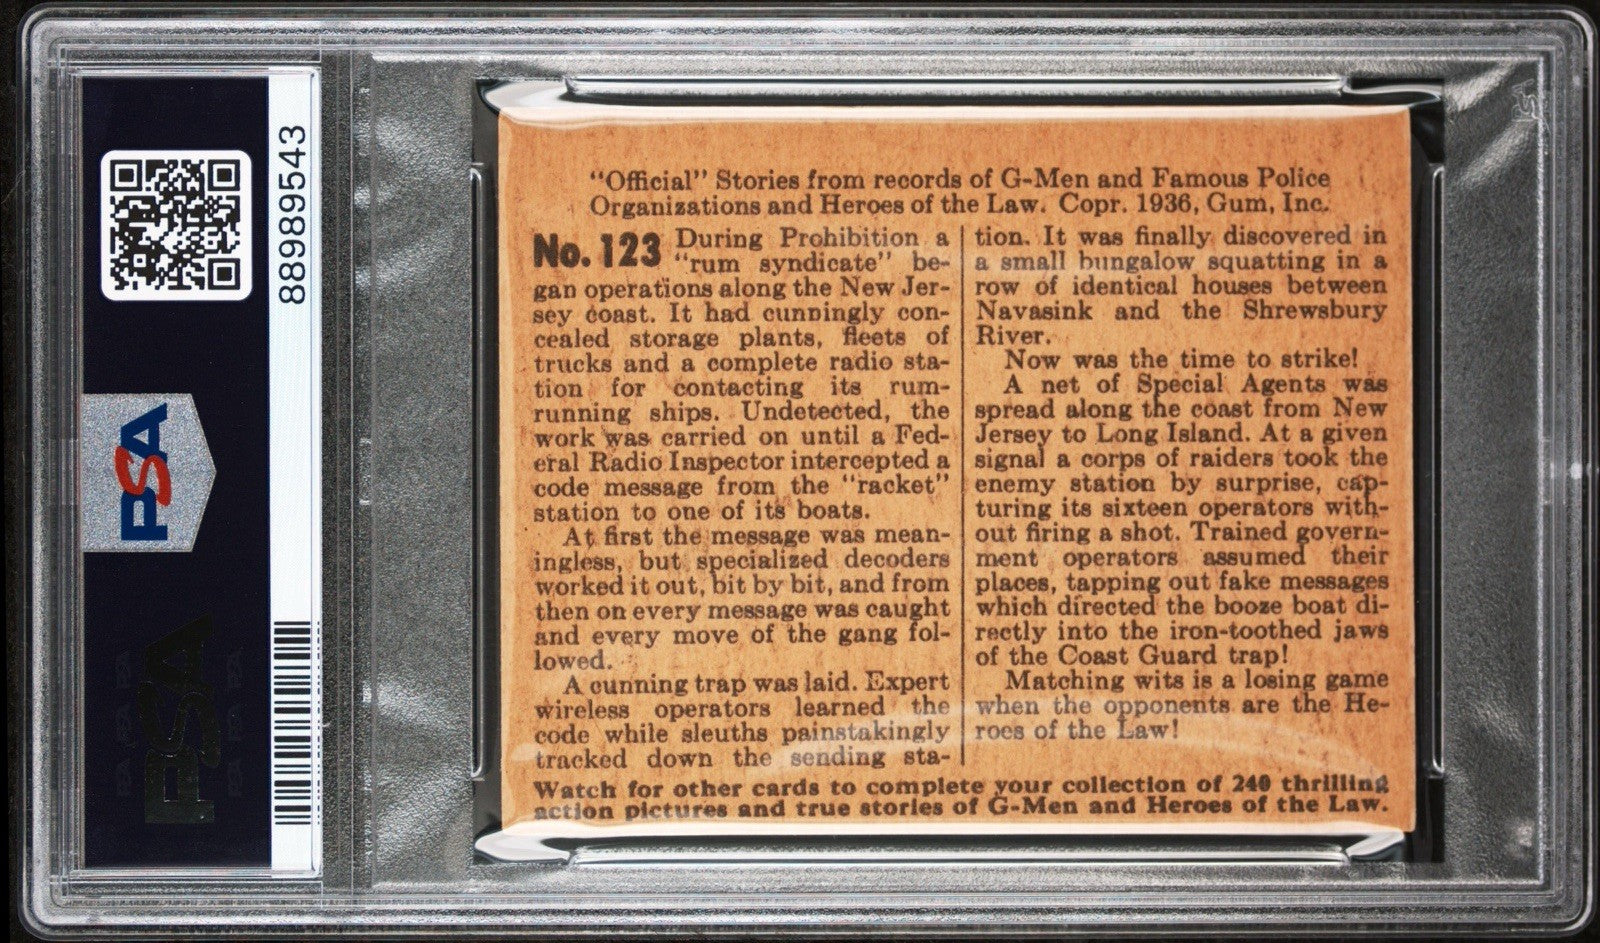 88989543
PSA
PSA
"Official" Stories from records of G-Men and Famous Police
Organizations and Heroes of the Law. Copr. 1936, Gum, Inc.
No. 123 During Prohibition a
"rum syndicate" be-
gan operations along the New Jer-
sey coast. It had cunningly con-
cealed storage plants, fleets of
trucks and a complete radio sta-
tion for contacting its rum-
running ships. Undetected, the
work was carried on until a Fed-
eral Radio Inspector intercepted a
code message from the "racket"
station to one of its boats.
At first the message was mean-
ingless, but specialized decoders
worked it out, bit by bit, and from
then on every message was caught
and every move of the gang fol-
lowed.
A cunning trap was laid. Expert
wireless operators learned the
code while sleuths painstakingly
tracked down the sending sta-
tion. It was finally discovered in
a small bungalow squatting in a
row of identical houses between
Navasink and the Shrewsbury
River.
Now was the time to strike!
A net of Special Agents was
spread along the coast from New
Jersey to Long Island. At a given
signal a corps of raiders took the
enemy station by surprise, cap-
turing its sixteen operators with-
out firing a shot. Trained govern-
ment operators assumed their
places, tapping out fake messages
which directed the booze boat di-
rectly into the iron-toothed jaws
of the Coast Guard trap!
Matching wits is a losing game
when the opponents are the He-
roes of the Law!
Watch for other cards to complete your collection of 240 thrilling
action pictures and true stories of G-Men and Heroes of the Law.